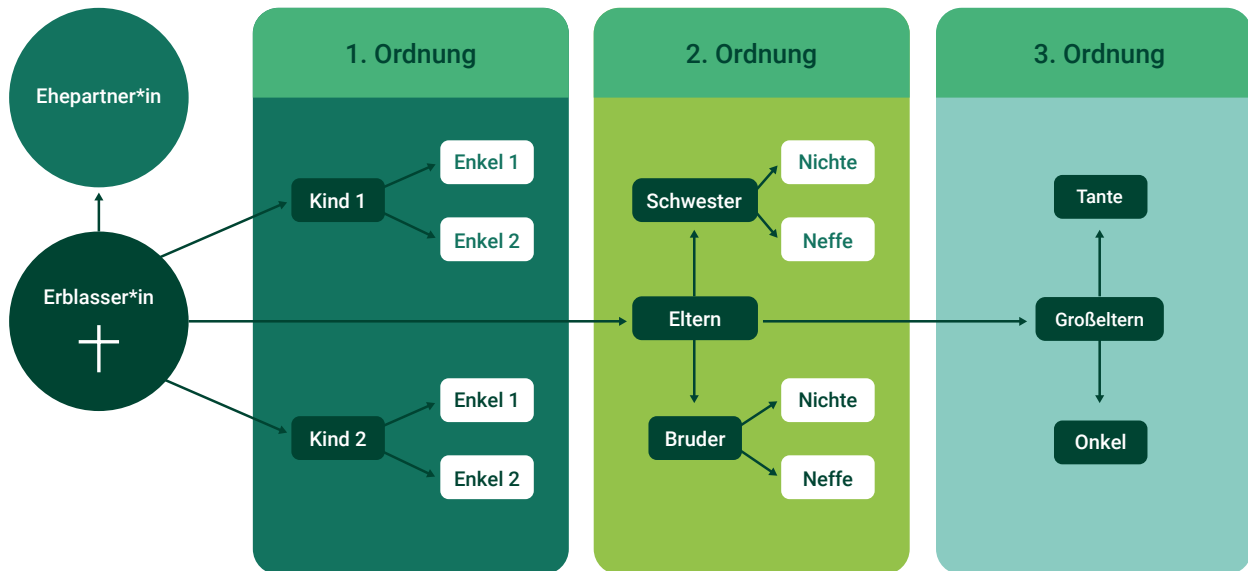 Ehepartner*in
Erblasser*in
1. Ordnung
Kind 1
Enkel 1
Enkel 2
Kind 2
Enkel 1
Enkel 2
2. Ordnung
Schwester
Nichte
Neffe
Eltern
Bruder
Nichte
Neffe
3. Ordnung
Tante
Großeltern
Onkel